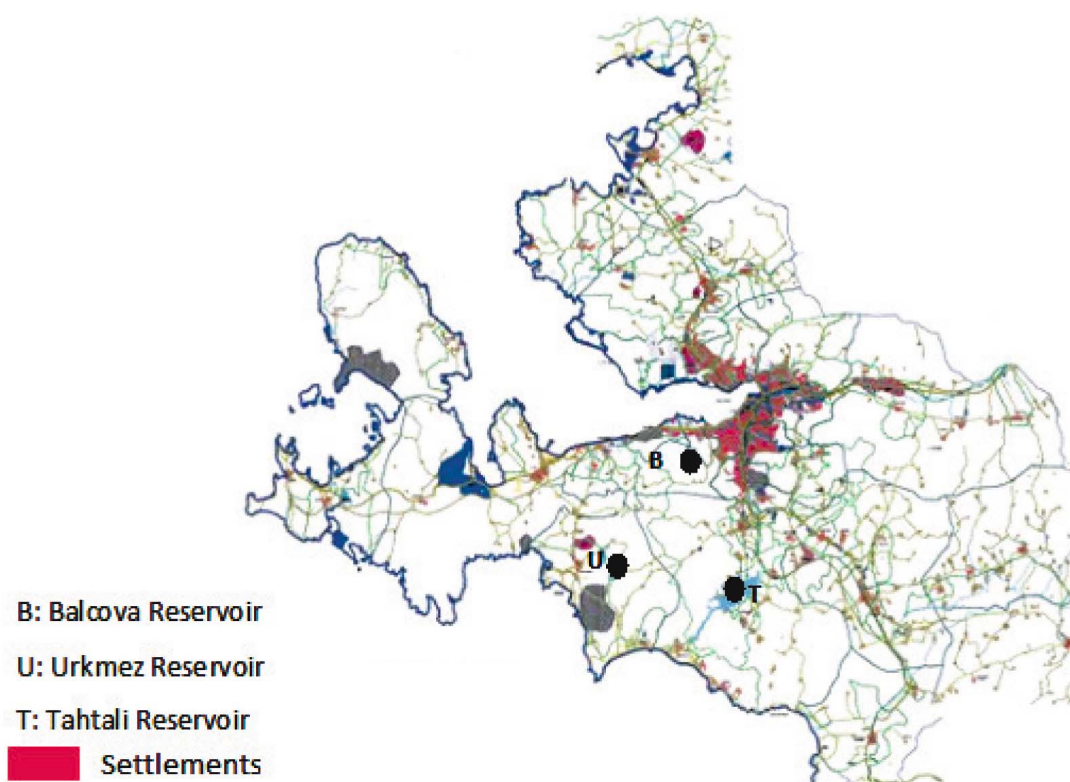 B
U
T
B: Balcova Reservoir
U: Urkmez Reservoir
T: Tahtali Reservoir
Settlements